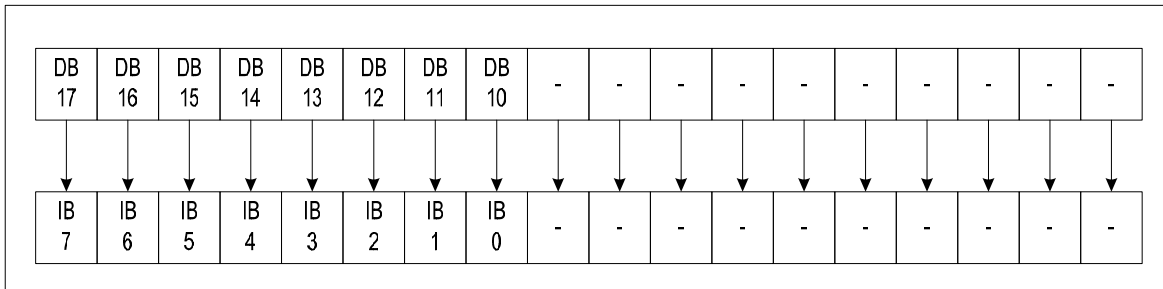 DB DB DB DB DB DB DB DB - - - - - - - - - -
17 16 15 14 13 12 11 10
IB IB IB IB IB IB IB IB - - - - - - - - - -
7 6 5 4 3 2 1 0